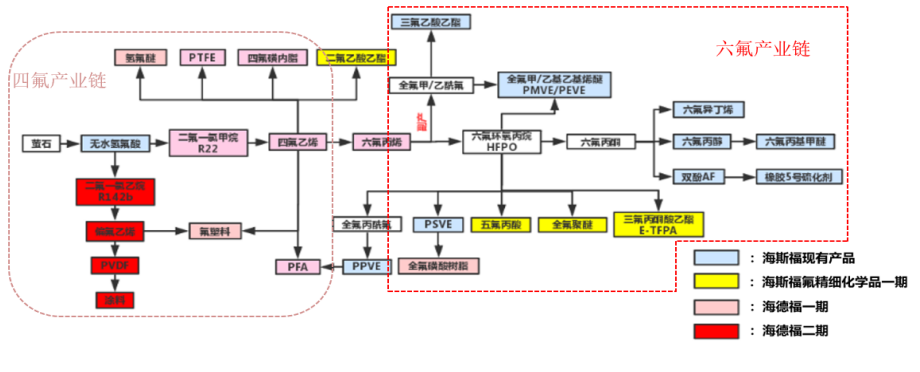 三氟乙酸乙酯
六氟产业链
四氟产业链
氢氟醚
PTFE
四氟磺内酯
二氟乙酸乙酯
全氟甲/乙酰氟
全氟甲/乙基乙基烯醚
PMVE/PEVE
六氟异丁烯
萤石
无水氢氟酸
二氟一氯甲烷
R22
四氟乙烯
六氟丙烯
六氟环氧丙烷
HFPO
六氟丙酮
六氟丙醇
六氟丙基甲醚
二氟一氯乙烷
R142b
双酚AF
橡胶5号硫化剂
氟塑料
全氟丙酰氟
PSVE
五氟丙酸
全氟聚醚
三氟丙酮酸乙酯
E-TFPA
PVDF
PFA
PPVE
全氟磺酸树脂
涂料
：海斯福现有产品
：海斯福氟精细化学品一期
：海德福一期
：海德福二期